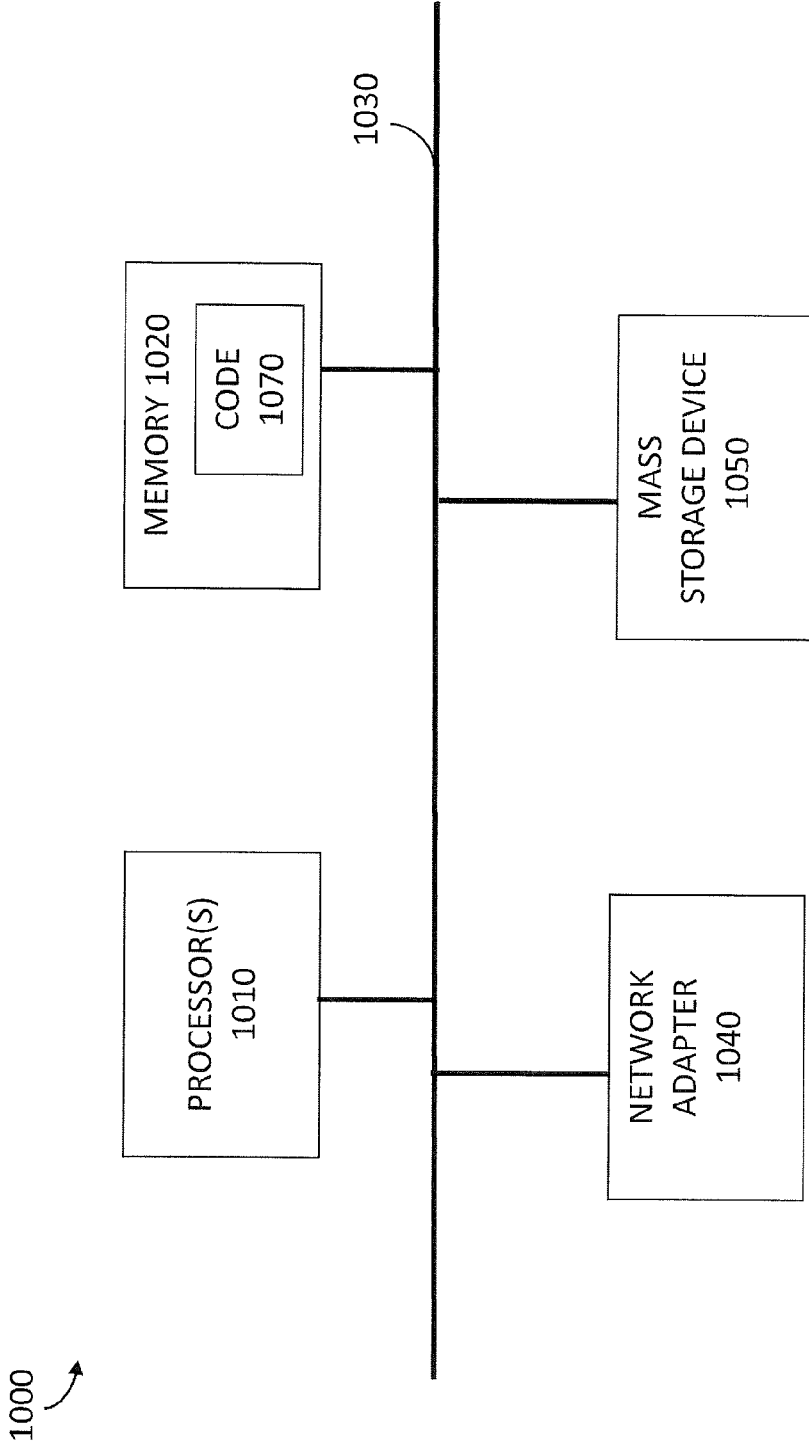 1000
PROCESSOR(S)
1010
MEMORY 1020
CODE
1070
1030
NETWORK
ADAPTER
1040
MASS
STORAGE DEVICE
1050